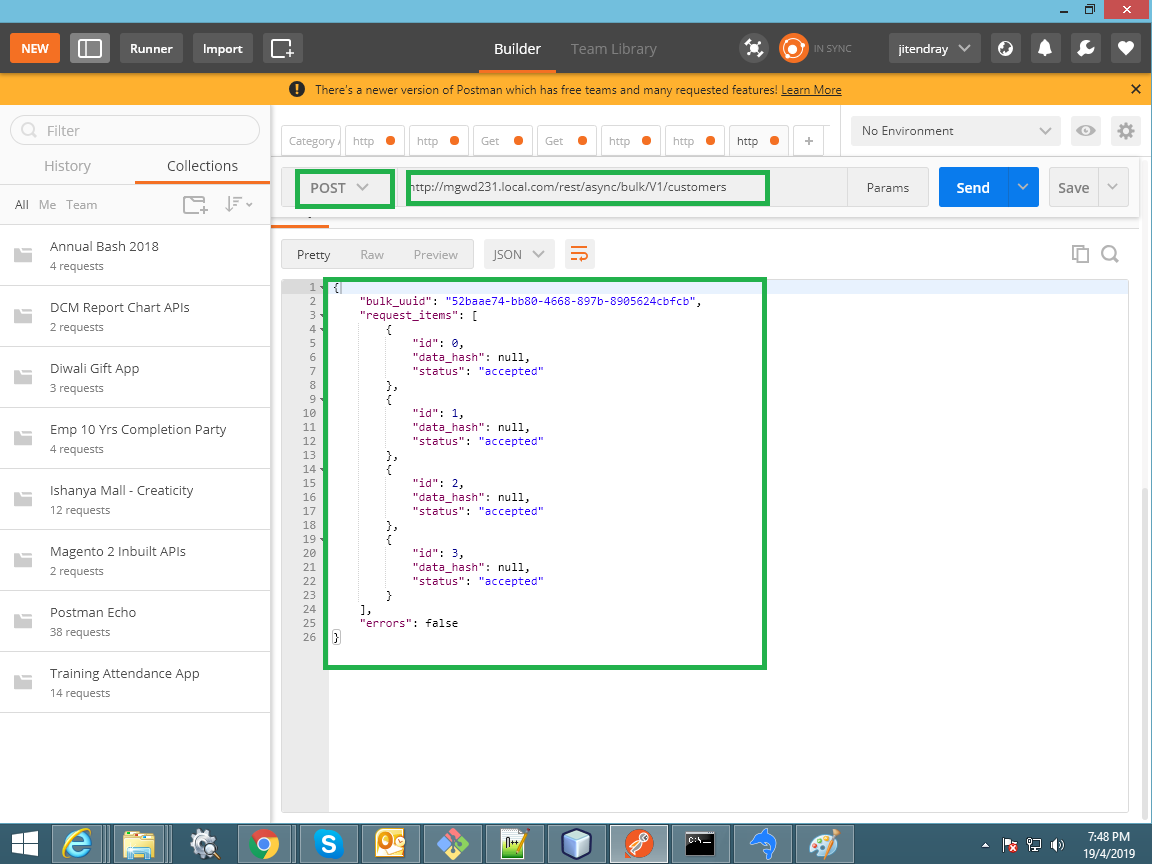 NEW
Runner
Import
Builder
Team Library
IN SYNC
jitendray
There's a newer version of Postman which has free teams and many requested features! Learn More
Filter
History
Collections
All Me Team
Annual Bash 2018
4 requests
DCM Report Chart APIs
2 requests
Diwali Gift App
3 requests
Emp 10 Yrs Completion Party
4 requests
Ishanya Mall - Creaticity
12 requests
Magento 2 Inbuilt APIs
2 requests
Postman Echo
38 requests
Training Attendance App
14 requests
Category http http Get Get http http http +
No Environment
POST
http://mgwd231.local.com/rest/async/bulk/V1/customers
Params
Send
Save
Pretty Raw Preview JSON
1 {
2 "bulk_uuid": "52baae74-bb80-4668-897b-8905624cbfcb",
3 "request_items": [
4 {
5 "id": 0,
6 "data_hash": null,
7 "status": "accepted"
8 },
9 {
10 "id": 1,
11 "data_hash": null,
12 "status": "accepted"
13 },
14 {
15 "id": 2,
16 "data_hash": null,
17 "status": "accepted"
18 },
19 {
20 "id": 3,
21 "data_hash": null,
22 "status": "accepted"
23 }
24 ],
25 "errors": false
26 }
7:48 PM
19/4/2019